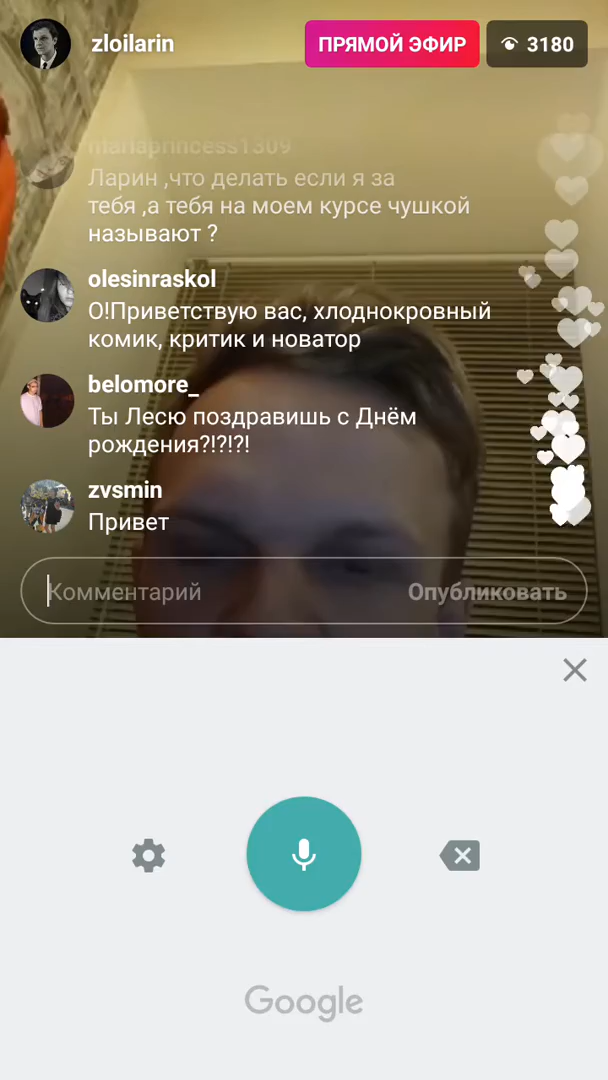 zloilarin
ПРЯМОЙ ЭФИР
3180
mariaprincess1309
Ларин ,что делать если я за
тебя ,а тебя на моем курсе чушкой
называют ?
olesinraskol
О!Приветствую вас, хлоднокровный
комик, критик и новатор
belomore_
Ты Лесю поздравишь с Днём
рождения?!?!?!
zvsmin
Привет
Комментарий
Опубликовать
Google